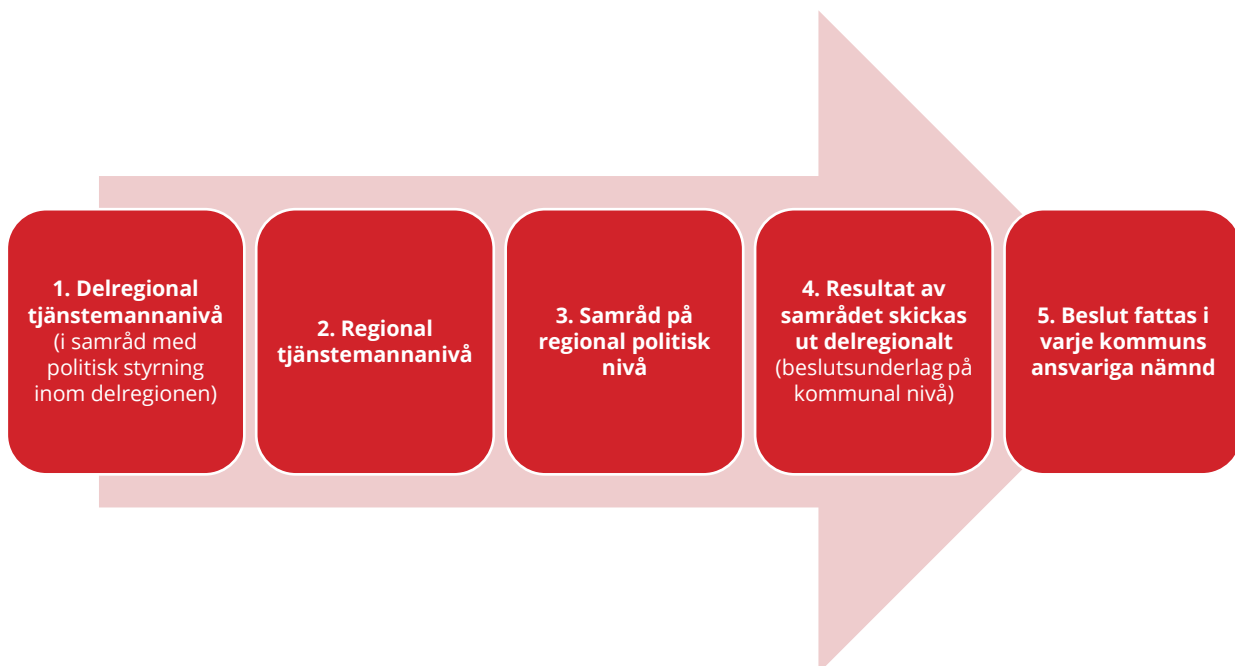 1. Delregional
tjänstemannanivå
(i samråd med
politisk styrning
inom delregionen)
2. Regional
tjänstemannanivå
3. Samråd på
regional politisk
nivå
4. Resultat av
samrådet skickas
ut delregionalt
(beslutsunderlag på
kommunal nivå)
5. Beslut fattas i
varje kommuns
ansvariga nämnd